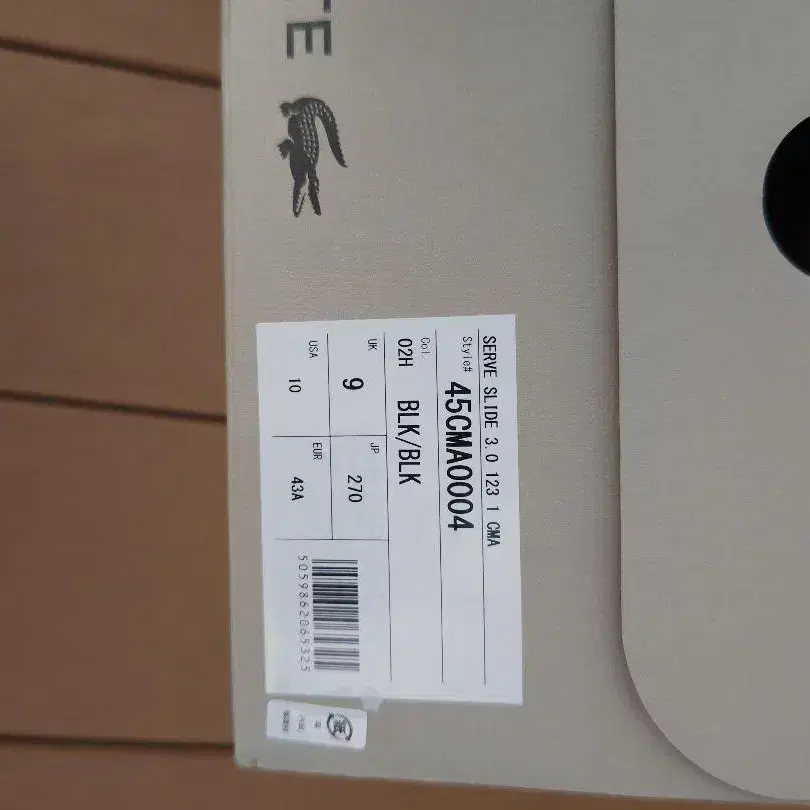 TE
SERVE SLIDE 3.0 123 1 CMA
Style# 45CMA0004
Col. 02H BLK/BLK
UK 9 JP 270
USA 10 EUR 43A
5059862065325